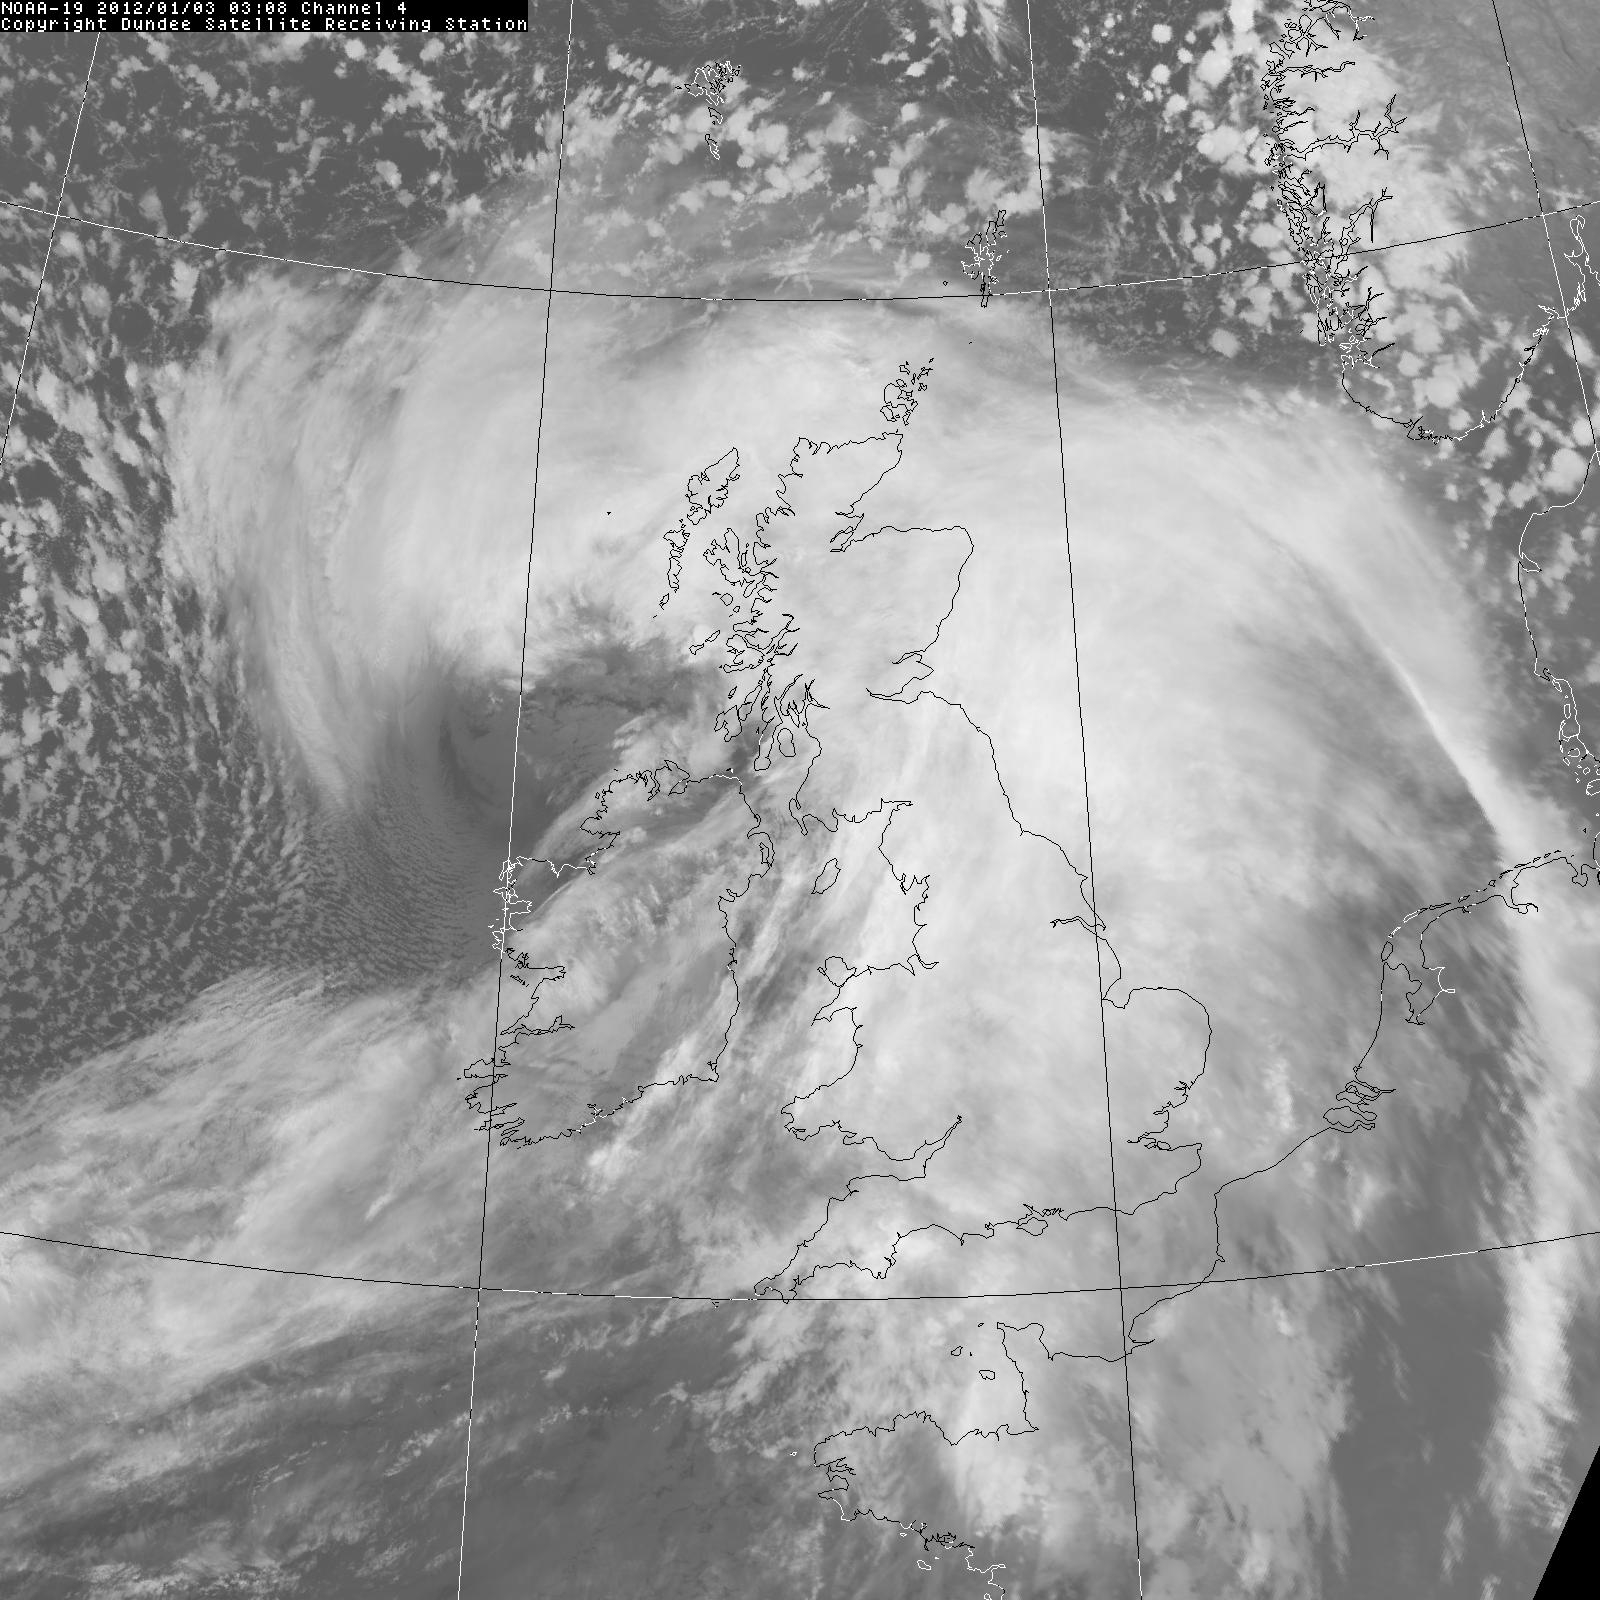 NOAA-19 2012/01/03 03:08 Channel 4
Copyright Dundee Satellite Receiving Station